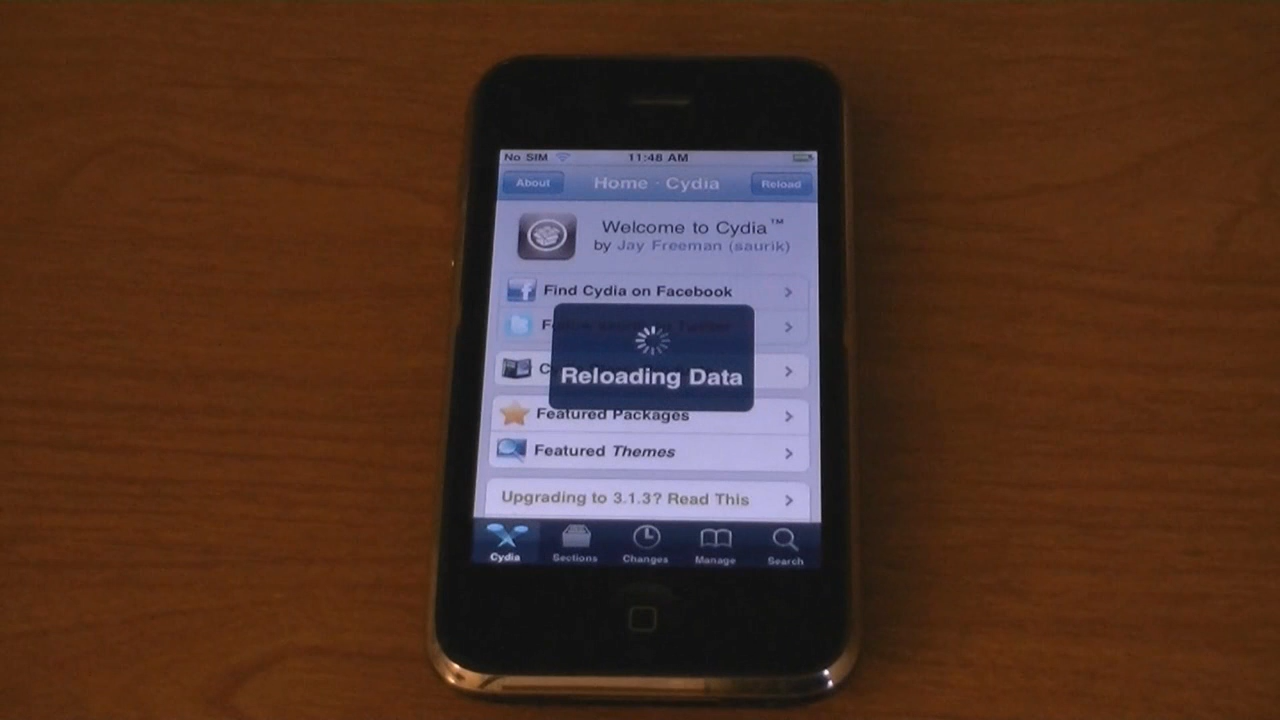 No SIM 11:48 AM
About Home · Cydia Reload
Welcome to Cydia™
by Jay Freeman (saurik)
Find Cydia on Facebook
Reloading Data
Featured Packages
Featured Themes
Upgrading to 3.1.3? Read This
Cydia Sections Changes Manage Search